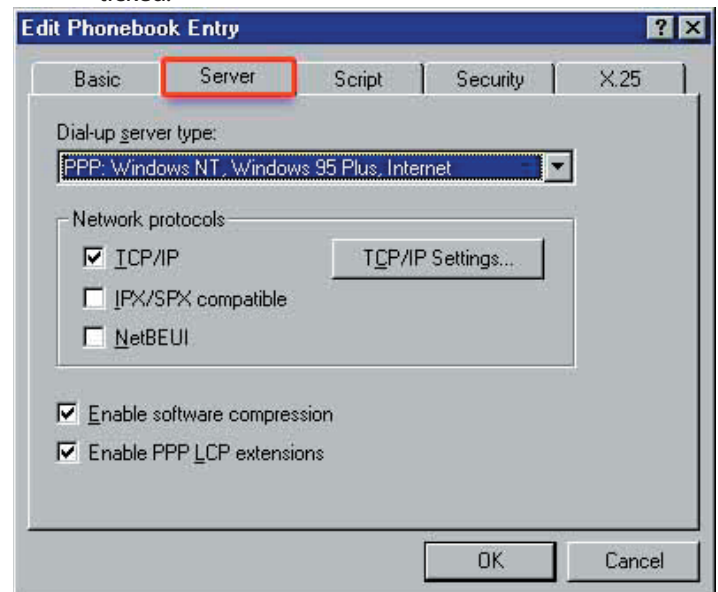 Edit Phonebook Entry
Basic Server Script Security X.25
Dial-up server type:
PPP: Windows NT, Windows 95 Plus, Internet
Network protocols
TCP/IP TCP/IP Settings...
IPX/SPX compatible
NetBEUI
Enable software compression
Enable PPP LCP extensions
OK Cancel